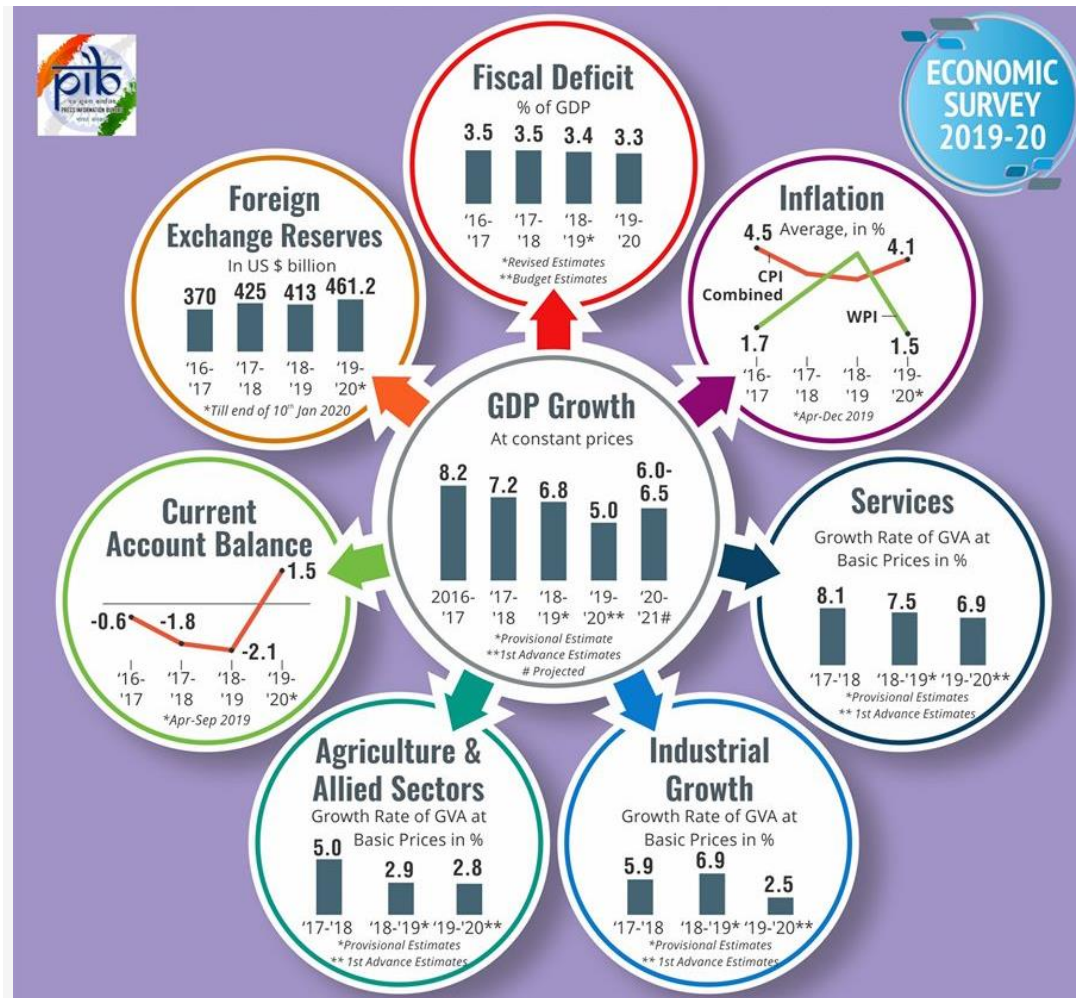 पाib
पत्र सूचना कार्यालय
PRESS INFORMATION BUREAU
भारत सरकार
ECONOMIC
SURVEY
2019-20
Fiscal Deficit
% of GDP
3.5 3.5 3.4 3.3
‘16- ‘17- ‘18- ‘19-
'17 '18 '19* '20
*Revised Estimates
**Budget Estimates
Foreign
Exchange Reserves
In US $ billion
370 425 413 461.2
‘16- ‘17- ‘18- ‘19-
'17 '18 '19 '20*
*Till end of 10th Jan 2020
Inflation
Average, in %
4.5 4.1
CPI
Combined
WPI
1.7 1.5
‘16- ‘17- ‘18- ‘19-
'17 '18 '19 '20*
*Apr-Dec 2019
GDP Growth
At constant prices
8.2 7.2 6.8 5.0 6.0-
6.5
2016- ‘17- ‘18- ‘19- ‘20-
'17 '18 '19* '20** '21#
*Provisional Estimate
**1st Advance Estimates
# Projected
Current
Account Balance
1.5
-0.6 -1.8 -2.1
‘16- ‘17- ‘18- ‘19-
'17 '18 '19 '20*
*Apr-Sep 2019
Services
Growth Rate of GVA at
Basic Prices in %
8.1 7.5 6.9
‘17-'18 ‘18-'19* ‘19-'20**
*Provisional Estimates
** 1st Advance Estimates
Agriculture &
Allied Sectors
Growth Rate of GVA at
Basic Prices in %
5.0 2.9 2.8
‘17-'18 ‘18-'19* ‘19-'20**
*Provisional Estimates
** 1st Advance Estimates
Industrial
Growth
Growth Rate of GVA at
Basic Prices in %
5.9 6.9 2.5
‘17-'18 ‘18-'19* ‘19-'20**
*Provisional Estimates
** 1st Advance Estimates